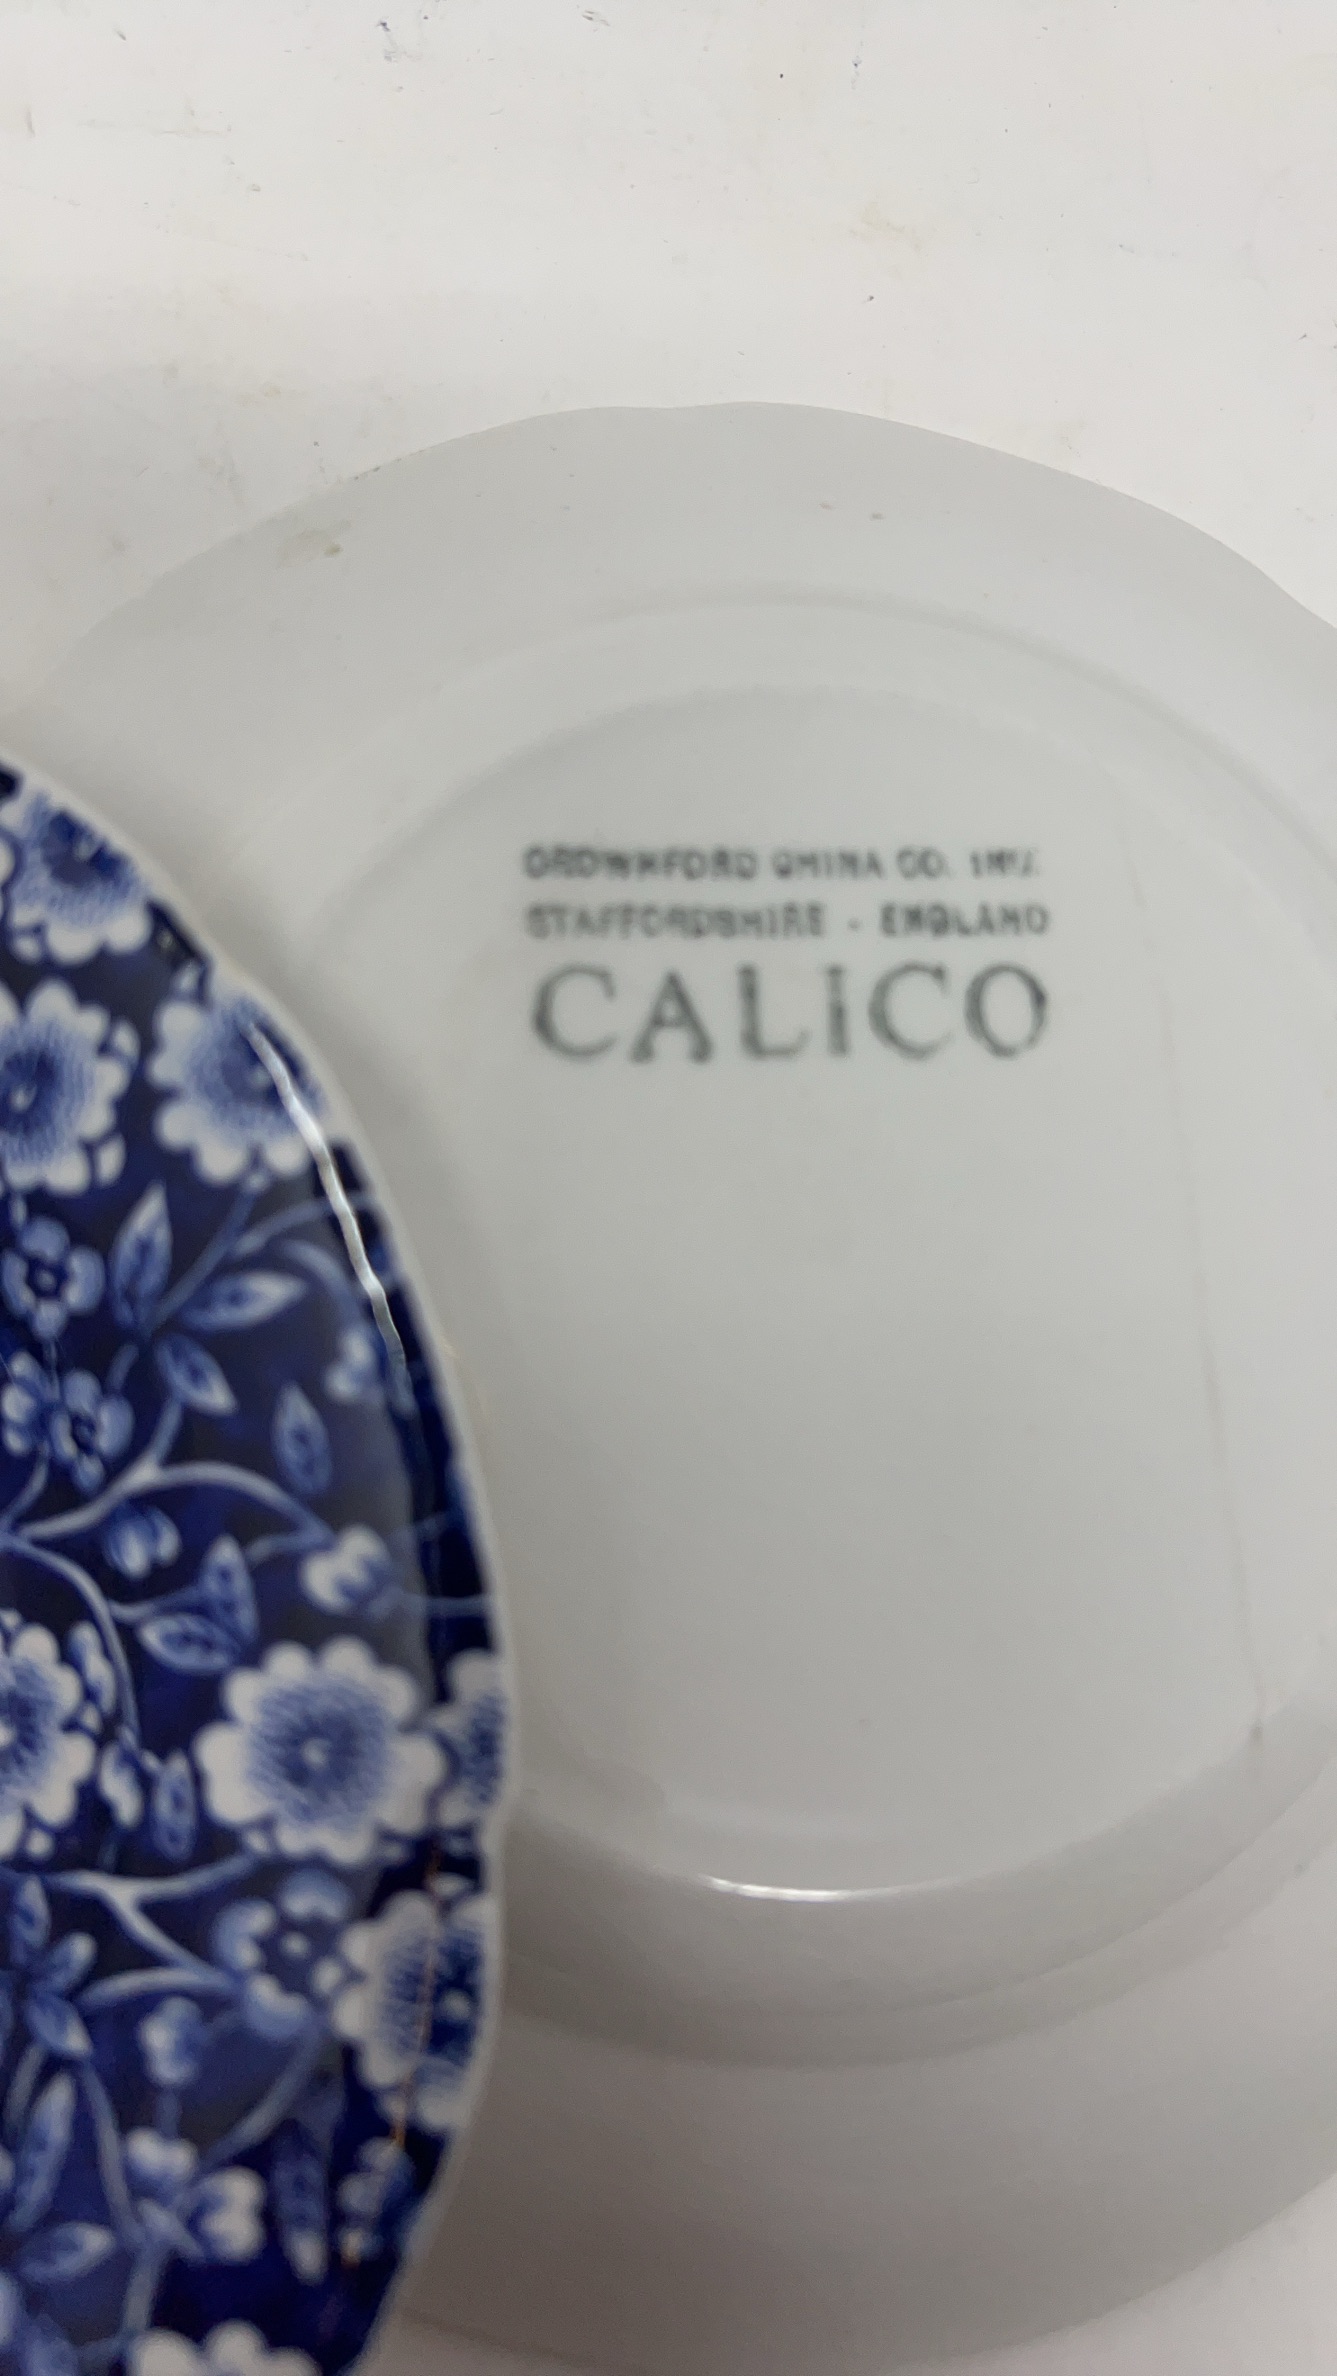 CROWNFORD CHINA CO. INC.
STAFFORDSHIRE - ENGLAND
CALICO